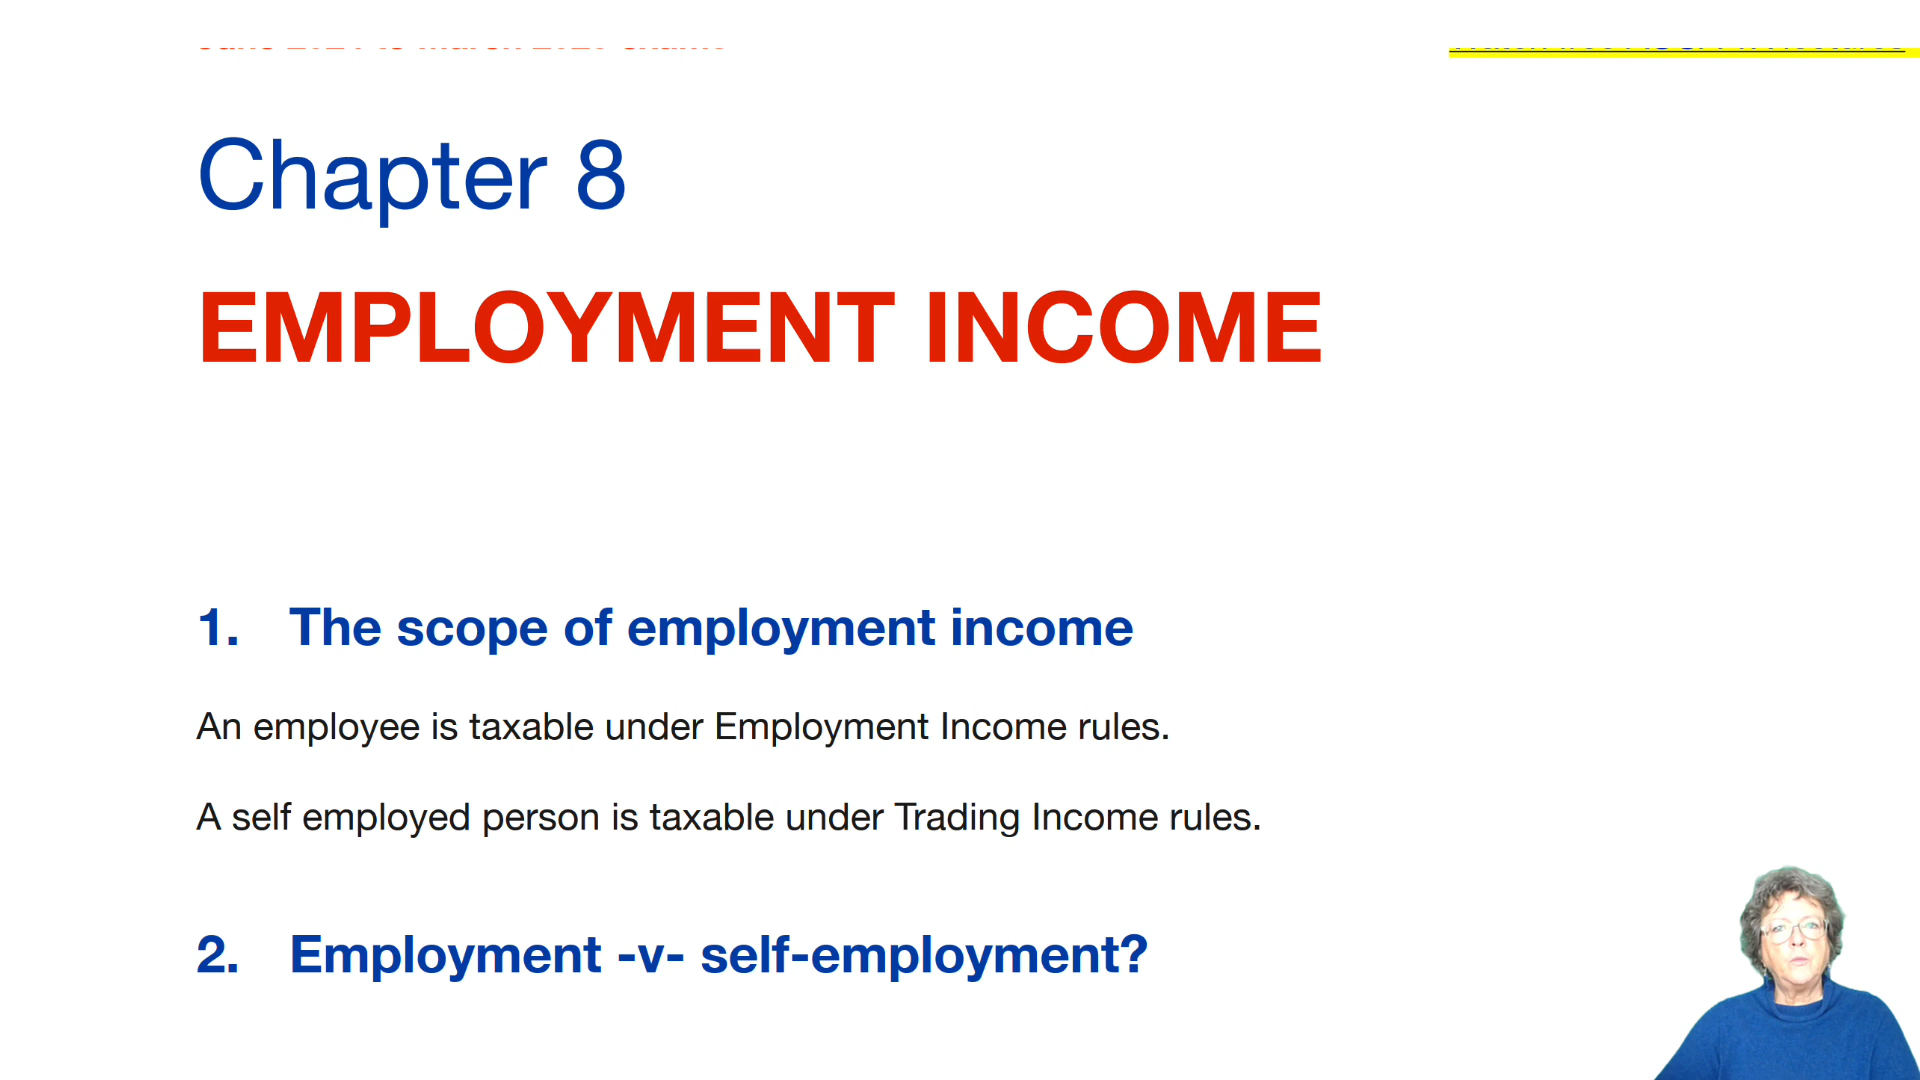 Chapter 8
EMPLOYMENT INCOME
1. The scope of employment income
An employee is taxable under Employment Income rules.
A self employed person is taxable under Trading Income rules.
2. Employment -v- self-employment?